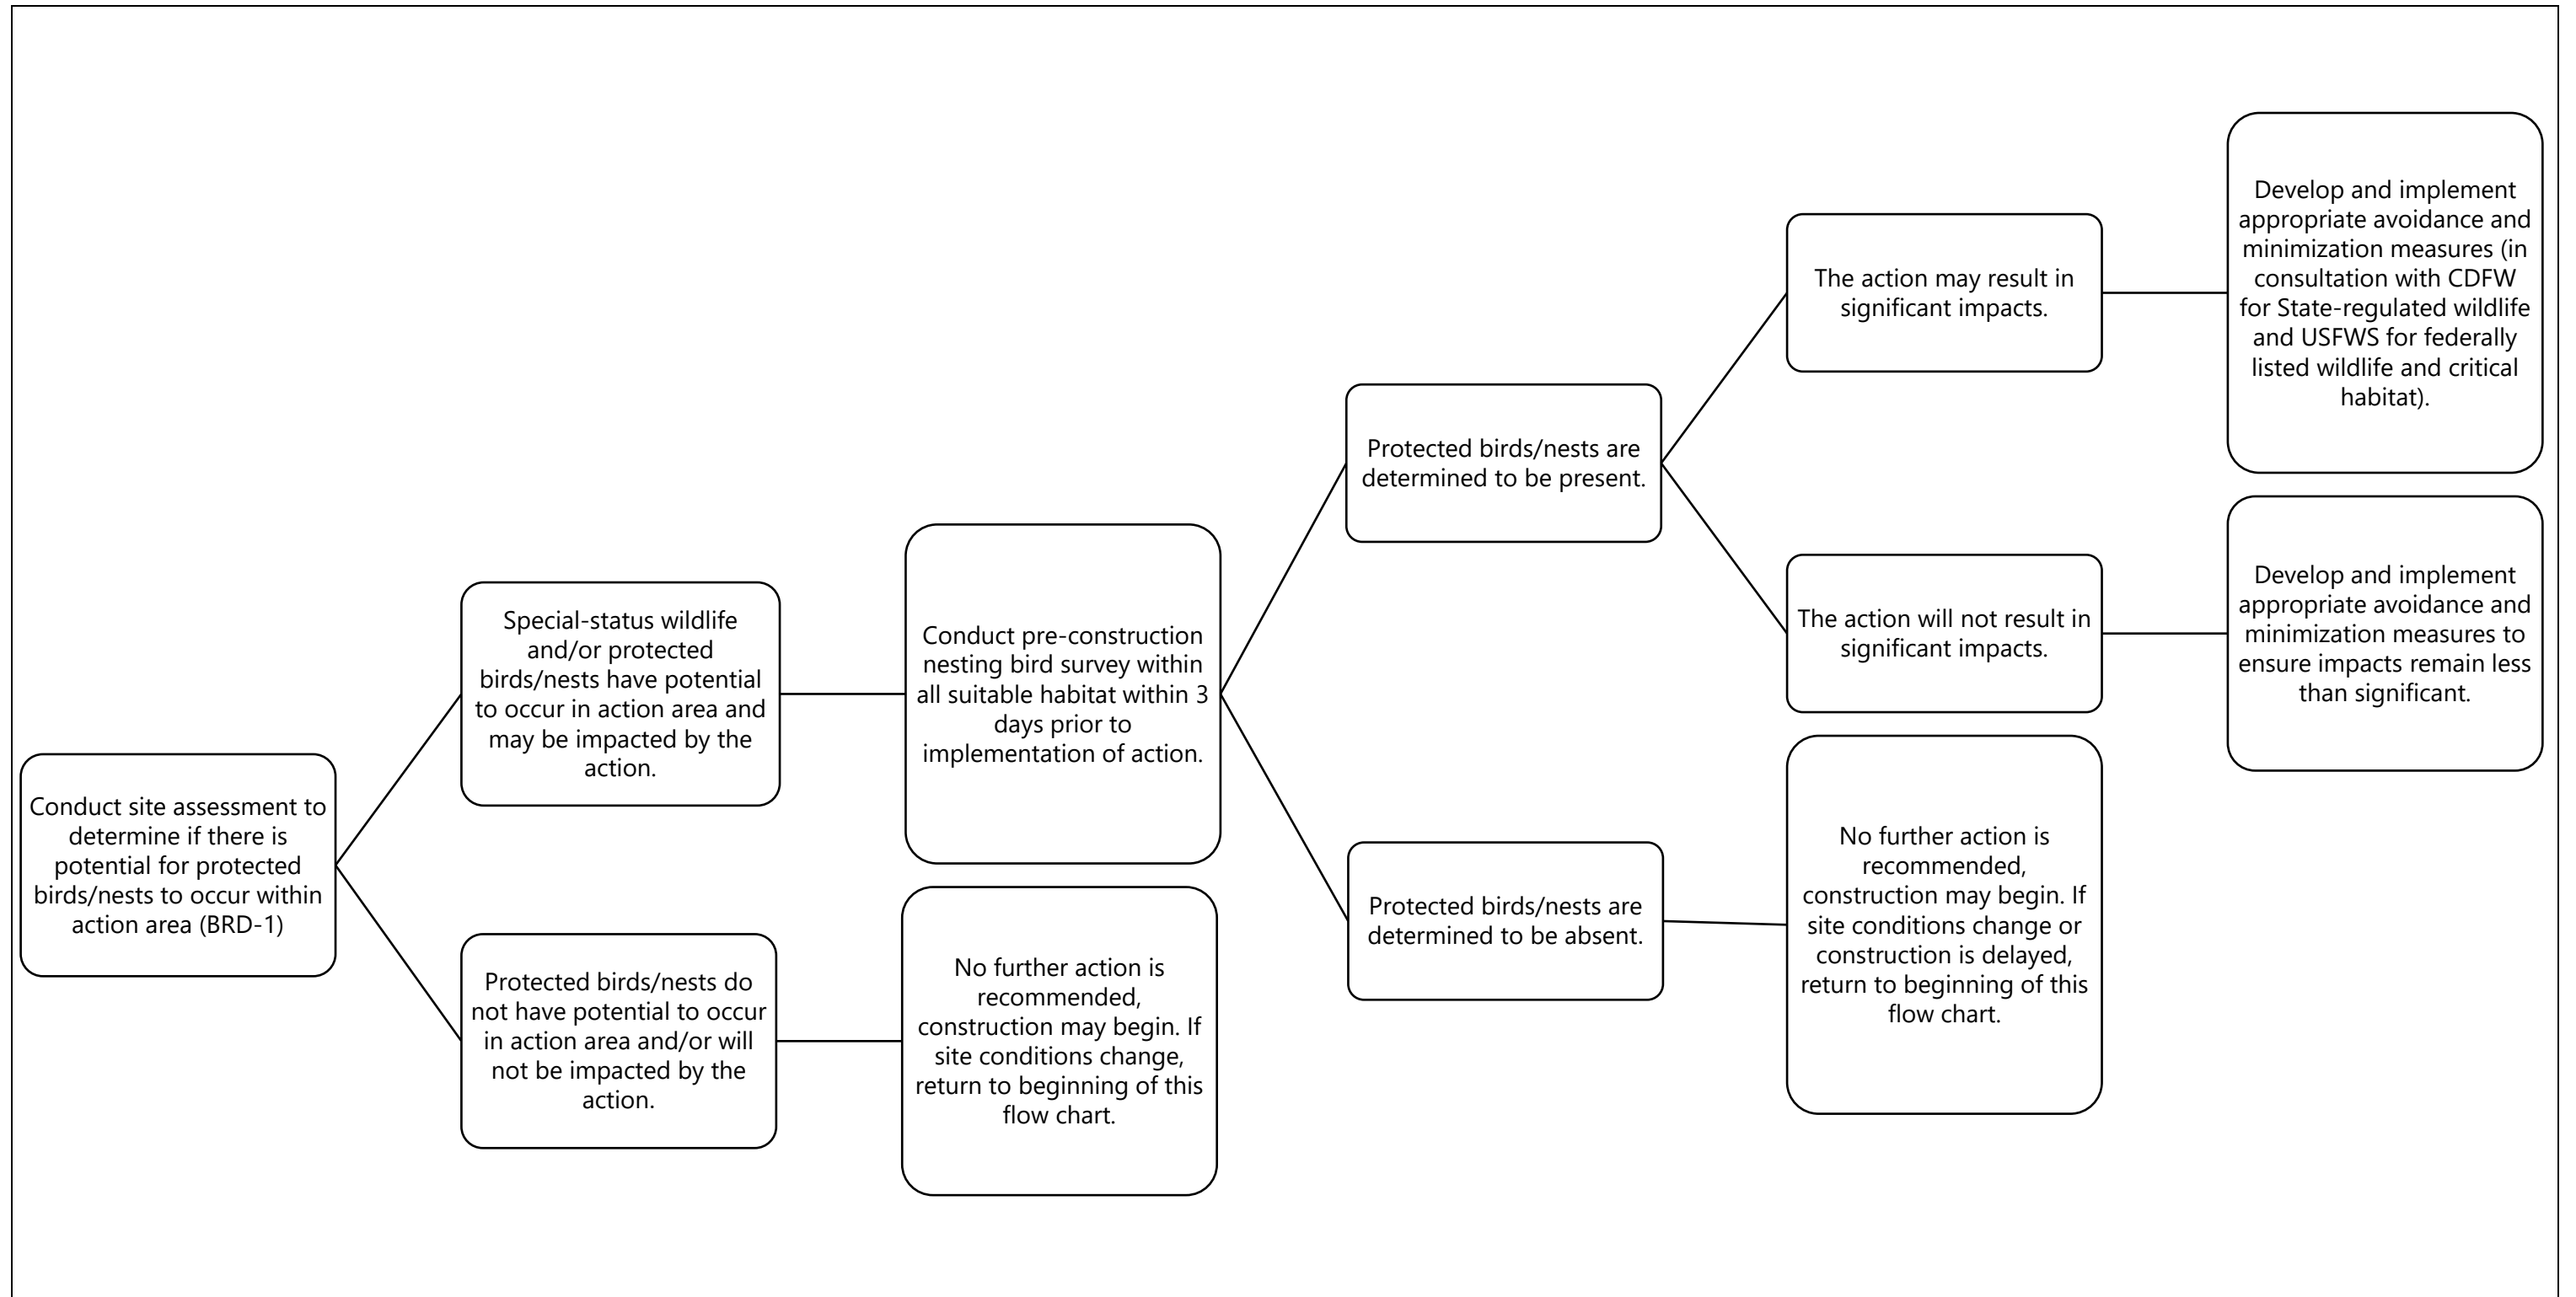 Conduct site assessment to
determine if there is
potential for protected
birds/nests to occur within
action area (BRD-1)
Special-status wildlife
and/or protected
birds/nests have potential
to occur in action area and
may be impacted by the
action.
Protected birds/nests do
not have potential to occur
in action area and/or will
not be impacted by the
action.
Conduct pre-construction
nesting bird survey within
all suitable habitat within 3
days prior to
implementation of action.
No further action is
recommended,
construction may begin. If
site conditions change,
return to beginning of this
flow chart.
Protected birds/nests are
determined to be present.
Protected birds/nests are
determined to be absent.
The action may result in
significant impacts.
The action will not result in
significant impacts.
No further action is
recommended,
construction may begin. If
site conditions change or
construction is delayed,
return to beginning of this
flow chart.
Develop and implement
appropriate avoidance and
minimization measures (in
consultation with CDFW
for State-regulated wildlife
and USFWS for federally
listed wildlife and critical
habitat).
Develop and implement
appropriate avoidance and
minimization measures to
ensure impacts remain less
than significant.